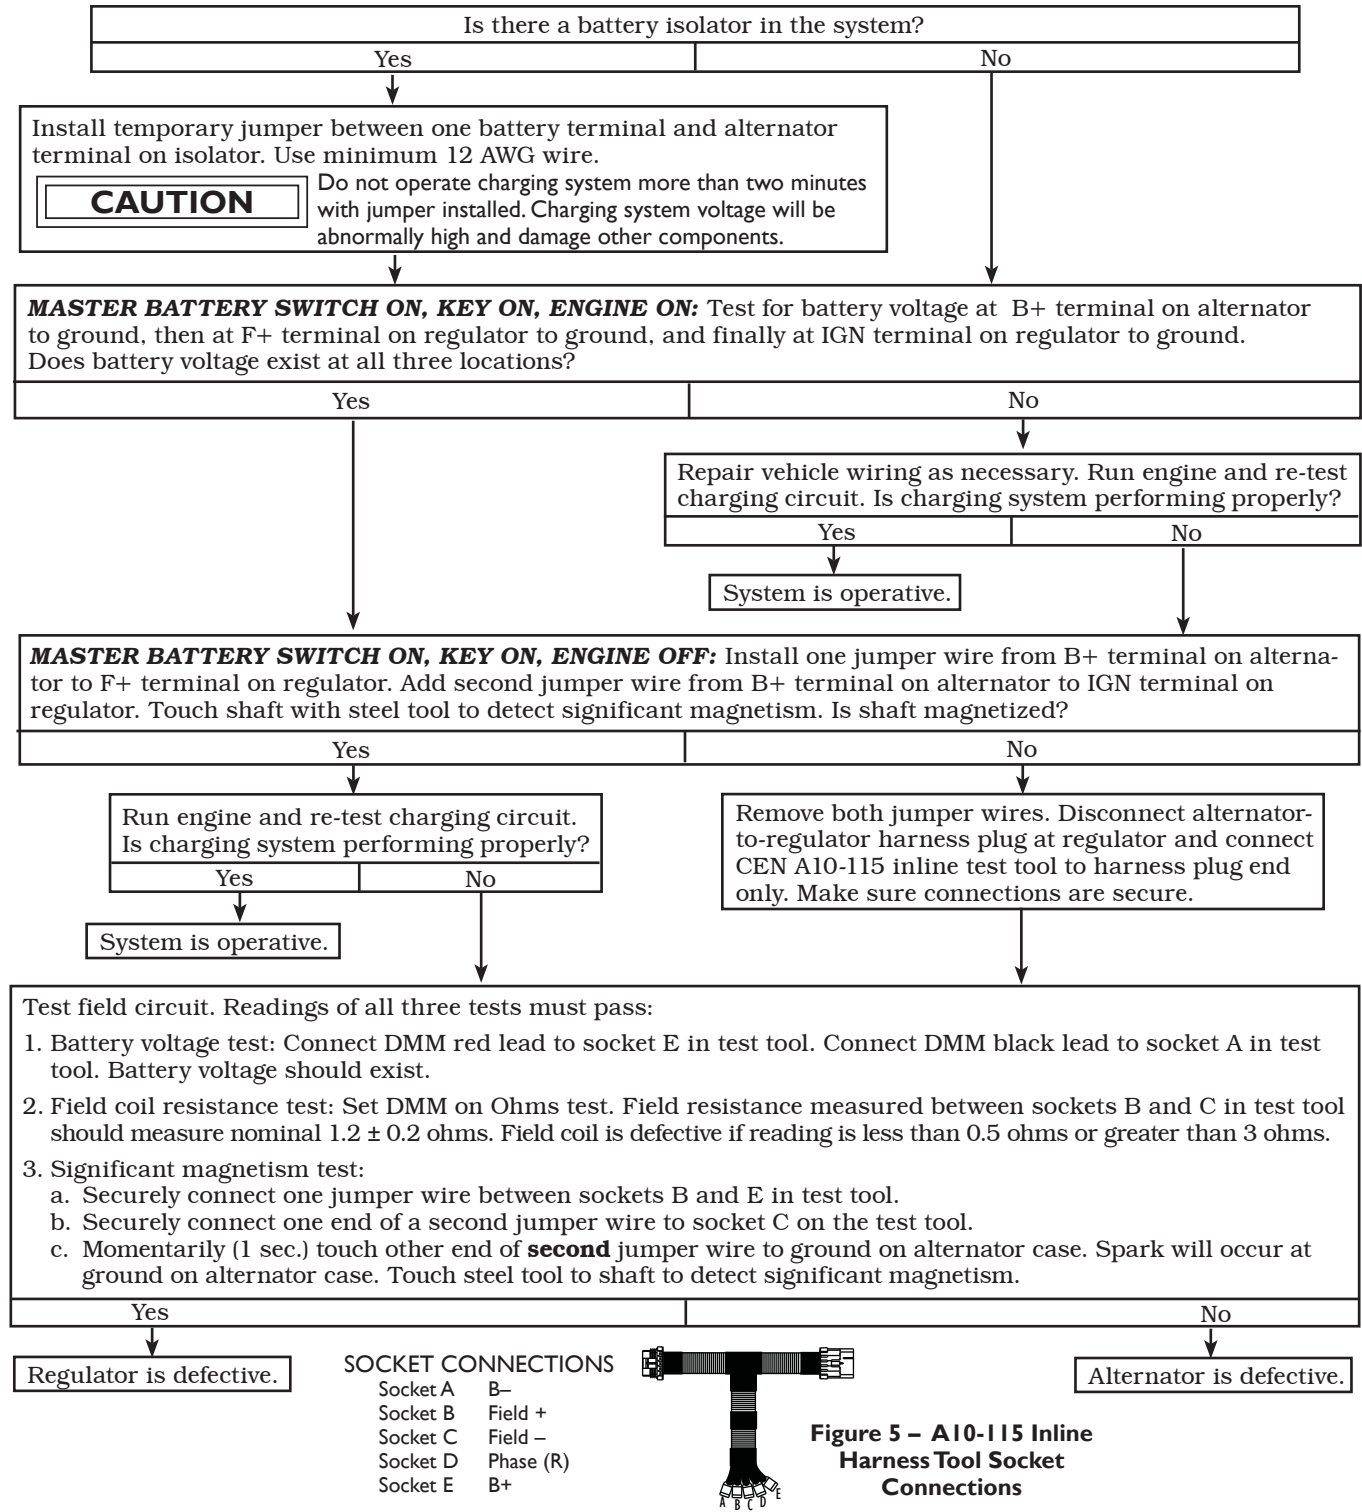 Is there a battery isolator in the system?
Yes
No
Install temporary jumper between one battery terminal and alternator
terminal on isolator. Use minimum 12 AWG wire.
CAUTION
Do not operate charging system more than two minutes
with jumper installed. Charging system voltage will be
abnormally high and damage other components.
MASTER BATTERY SWITCH ON, KEY ON, ENGINE ON: Test for battery voltage at B+ terminal on alternator
to ground, then at F+ terminal on regulator to ground, and finally at IGN terminal on regulator to ground.
Does battery voltage exist at all three locations?
Yes
No
Repair vehicle wiring as necessary. Run engine and re-test
charging circuit. Is charging system performing properly?
Yes
No
System is operative.
MASTER BATTERY SWITCH ON, KEY ON, ENGINE OFF: Install one jumper wire from B+ terminal on alterna-
tor to F+ terminal on regulator. Add second jumper wire from B+ terminal on alternator to IGN terminal on
regulator. Touch shaft with steel tool to detect significant magnetism. Is shaft magnetized?
Yes
No
Run engine and re-test charging circuit.
Is charging system performing properly?
Yes
No
System is operative.
Remove both jumper wires. Disconnect alternator-
to-regulator harness plug at regulator and connect
CEN A10-115 inline test tool to harness plug end
only. Make sure connections are secure.
Test field circuit. Readings of all three tests must pass:
1. Battery voltage test: Connect DMM red lead to socket E in test tool. Connect DMM black lead to socket A in test
tool. Battery voltage should exist.
2. Field coil resistance test: Set DMM on Ohms test. Field resistance measured between sockets B and C in test tool
should measure nominal 1.2 ± 0.2 ohms. Field coil is defective if reading is less than 0.5 ohms or greater than 3 ohms.
3. Significant magnetism test:
a. Securely connect one jumper wire between sockets B and E in test tool.
b. Securely connect one end of a second jumper wire to socket C on the test tool.
c. Momentarily (1 sec.) touch other end of second jumper wire to ground on alternator case. Spark will occur at
ground on alternator case. Touch steel tool to shaft to detect significant magnetism.
Yes
No
Regulator is defective.
Alternator is defective.
SOCKET CONNECTIONS
Socket A B–
Socket B Field +
Socket C Field –
Socket D Phase (R)
Socket E B+
A B C D E
Figure 5 – A10-115 Inline
Harness Tool Socket
Connections